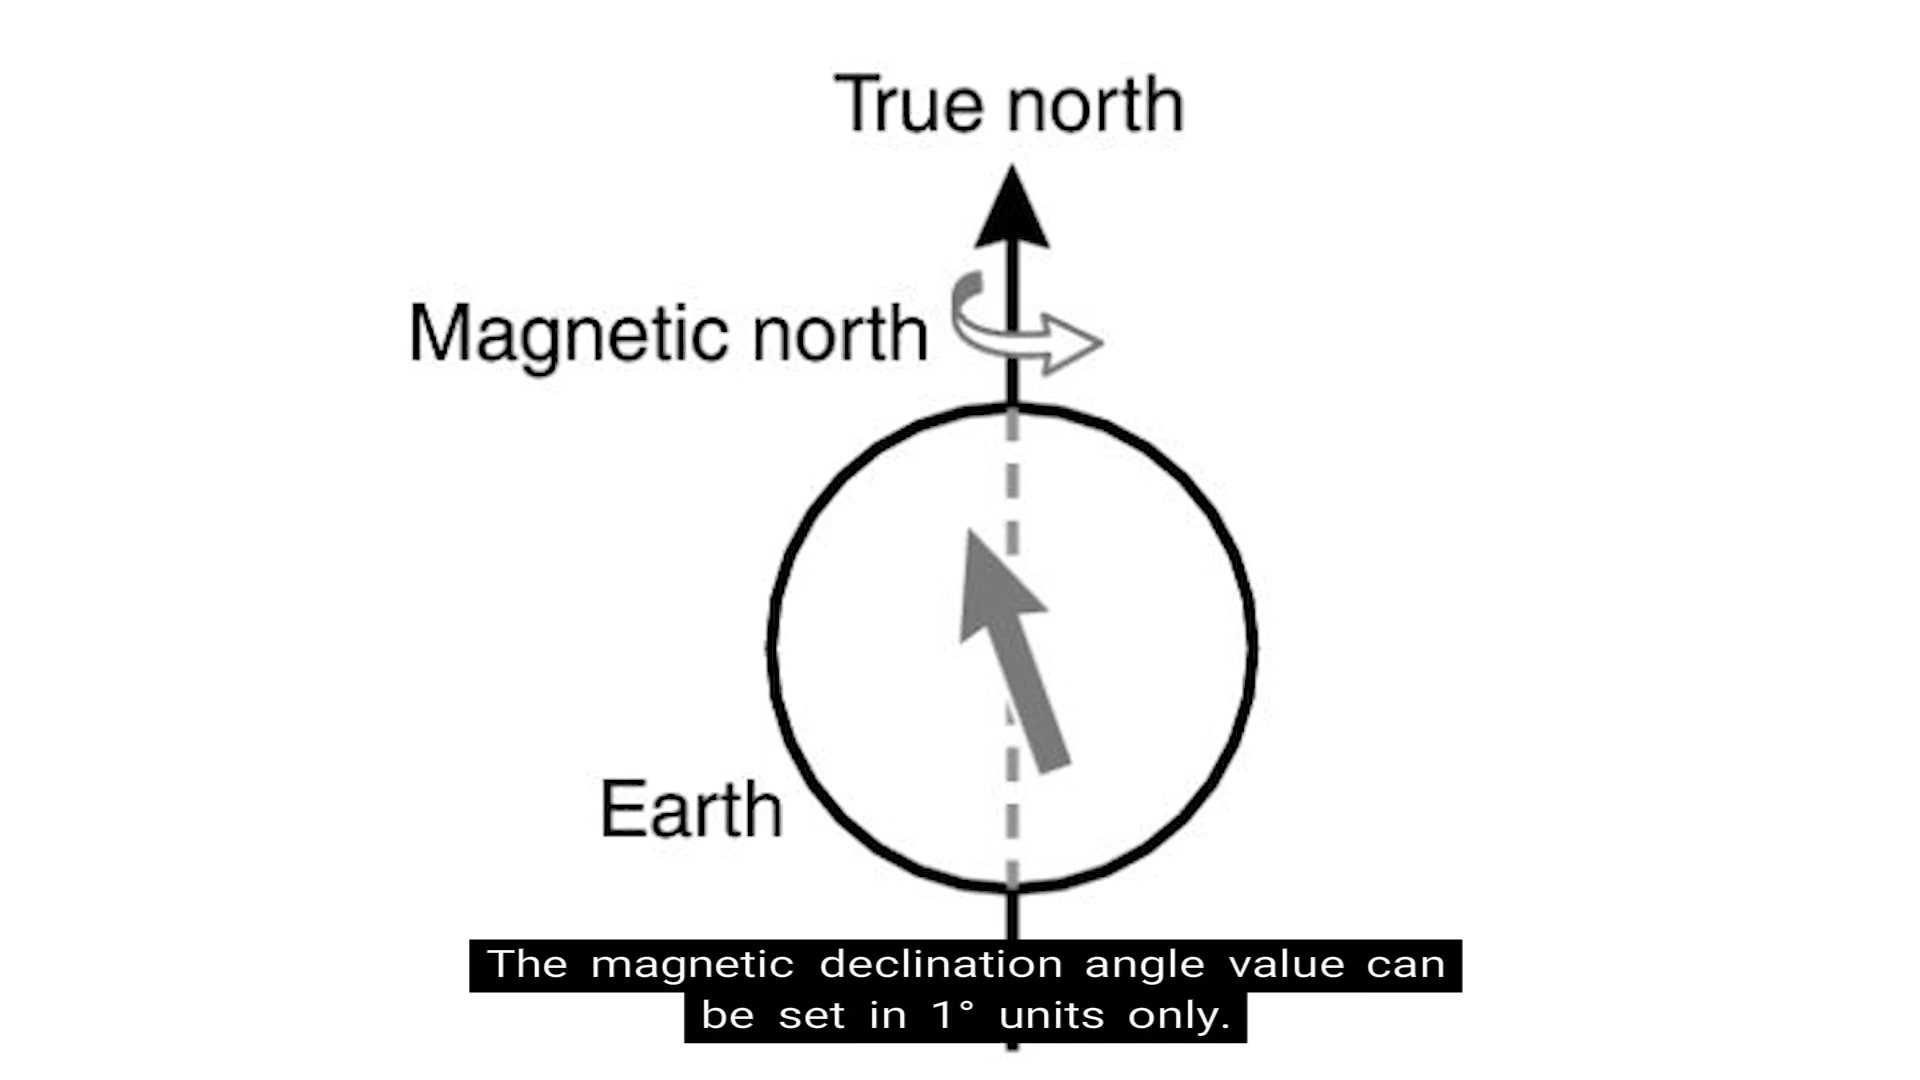 True north
Magnetic north
Earth
The magnetic declination angle value can
be set in 1° units only.